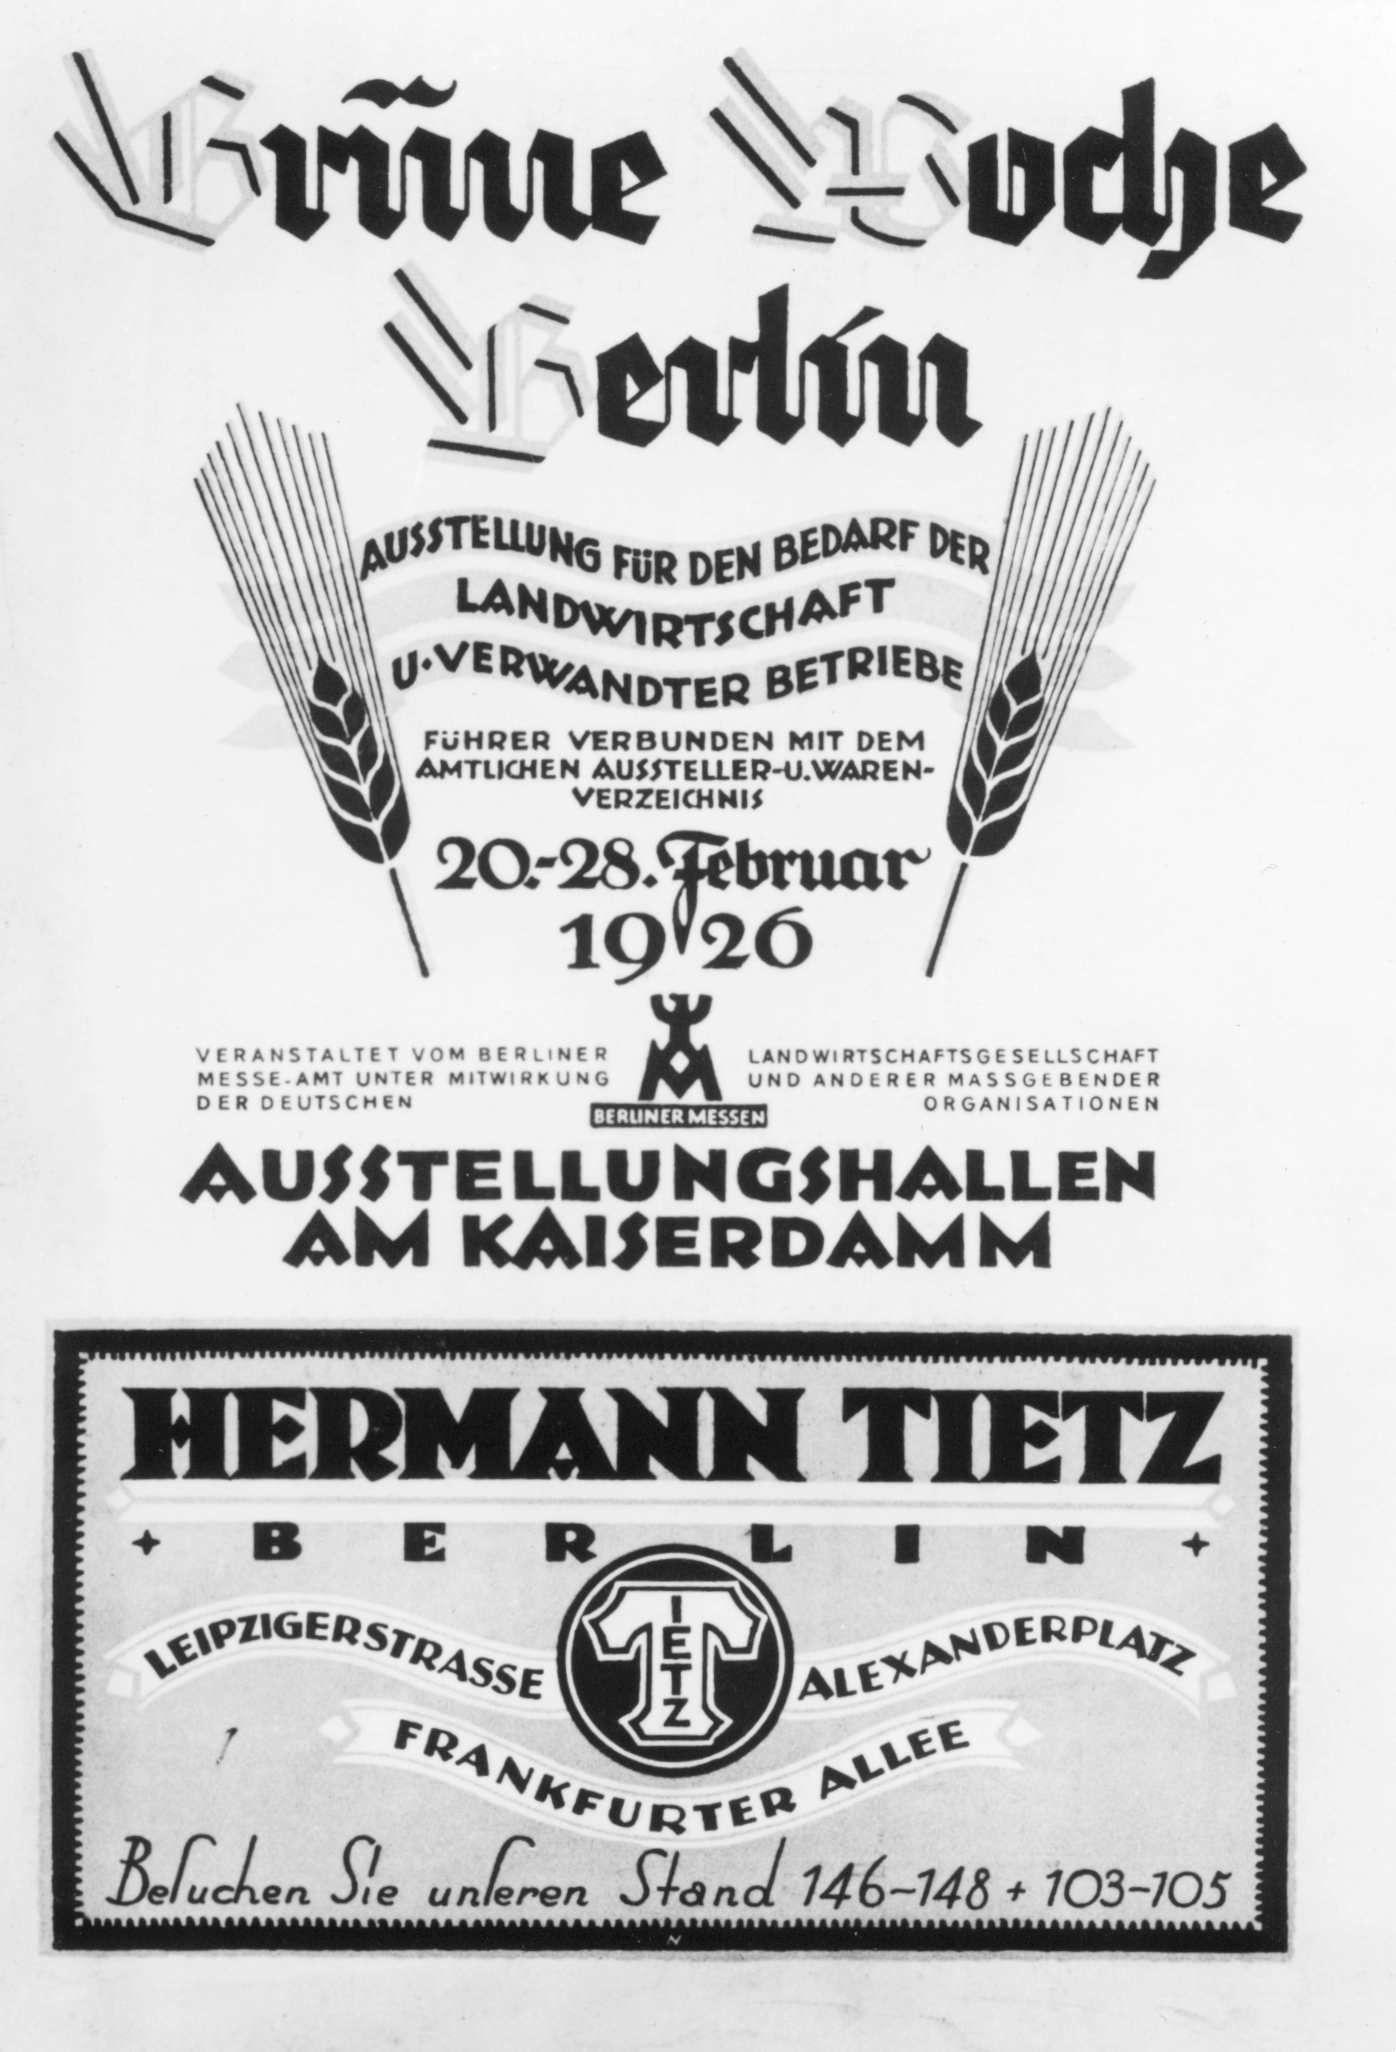 Grüne Woche
Berlin
AUSSTELLUNG FÜR DEN BEDARF DER
LANDWIRTSCHAFT
U. VERWANDTER BETRIEBE
FÜHRER VERBUNDEN MIT DEM
AMTLICHEN AUSSTELLER-U.WAREN-
VERZEICHNIS
20.-28. Februar
1926
VERANSTALTET VOM BERLINER
MESSE-AMT UNTER MITWIRKUNG
DER DEUTSCHEN
LANDWIRTSCHAFTSGESELLSCHAFT
UND ANDERER MASSGEBENDER
ORGANISATIONEN
BERLINER MESSEN
AUSSTELLUNGSHALLEN
AM KAISERDAMM
HERMANN TIETZ
BERLIN
LEIPZIGERSTRASSE
TIETZ
ALEXANDERPLATZ
FRANKFURTER ALLEE
Beſuchen Sie unſeren Stand 146-148 + 103-105
N